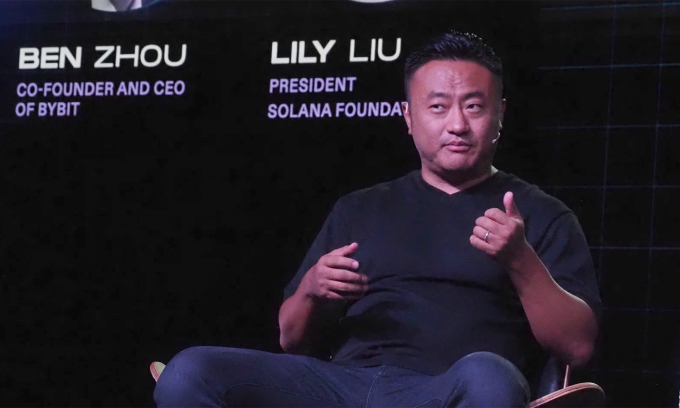 BEN ZHOU
CO-FOUNDER AND CEO
OF BYBIT
LILY LIU
PRESIDENT
SOLANA FOUNDA